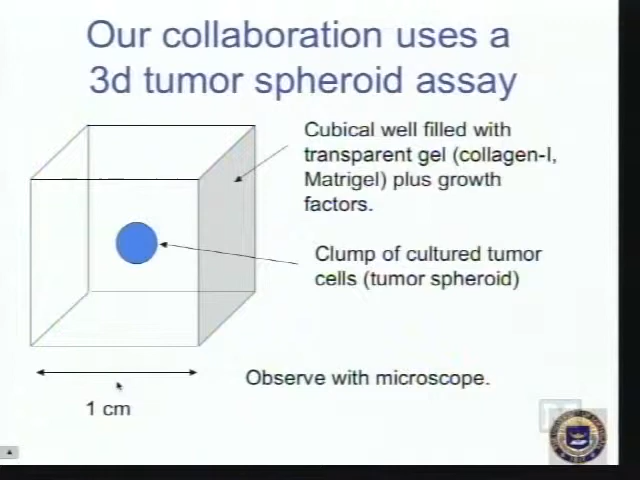 Our collaboration uses a
3d tumor spheroid assay
Cubical well filled with
transparent gel (collagen-I,
Matrigel) plus growth
factors.
Clump of cultured tumor
cells (tumor spheroid)
Observe with microscope.
1 cm